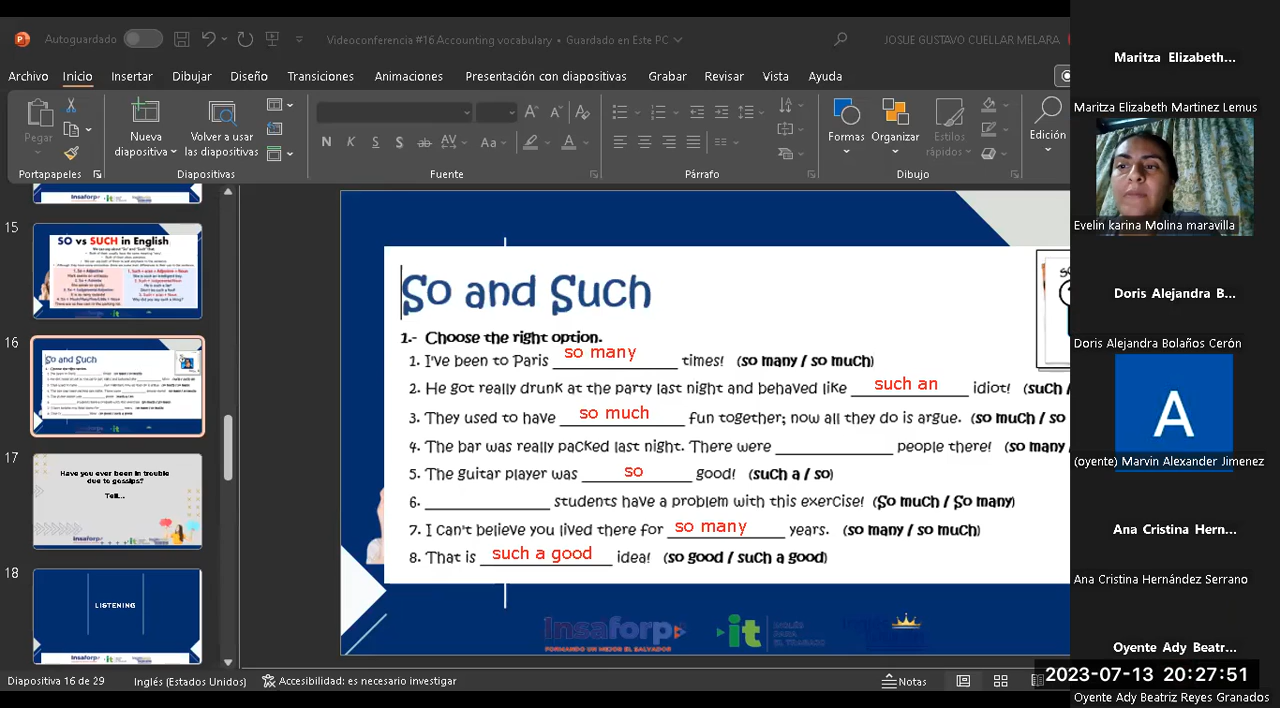 Autoguardado
Videoconferencia #16 Accounting vocabulary • Guardado en Este PC
JOSUE GUSTAVO CUELLAR MELARA
Archivo Inicio Insertar Dibujar Diseño Transiciones Animaciones Presentación con diapositivas Grabar Revisar Vista Ayuda
Pegar
Nueva diapositiva
Volver a usar las diapositivas
Formas
Organizar
Estilos rápidos
Edición
Portapapeles Diapositivas Fuente Párrafo Dibujo
15
SO vs SUCH in English
16
So and Such
17
Have you ever been in trouble
due to gossips?
Tell...
18
LISTENING
So and Such
1.- Choose the right option.
1. I've been to Paris so many times! (so many / so much)
2. He got really drunk at the party last night and behaved like such an idiot! (such /
3. They used to have so much fun together; now all they do is argue. (so much / so
4. The bar was really packed last night. There were ____ people there! (so many
5. The guitar player was so good! (such a / so)
6. ____ students have a problem with this exercise! (So much / So many)
7. I can't believe you lived there for so many years. (so many / so much)
8. That is such a good idea! (so good / such a good)
Insaforp
FORMANDO UN MEJOR EL SALVADOR
it
INGLÉS
PARA
EL TRABAJO
Diapositiva 16 de 29
Inglés (Estados Unidos)
Accesibilidad: es necesario investigar
Notas
Maritza Elizabeth...
Maritza Elizabeth Martinez Lemus
Evelin karina Molina maravilla
Doris Alejandra B...
Doris Alejandra Bolaños Cerón
A
(oyente) Marvin Alexander Jimenez
Ana Cristina Hern...
Ana Cristina Hernández Serrano
Oyente Ady Beatr...
2023-07-13 20:27:51
Oyente Ady Beatriz Reyes Granados